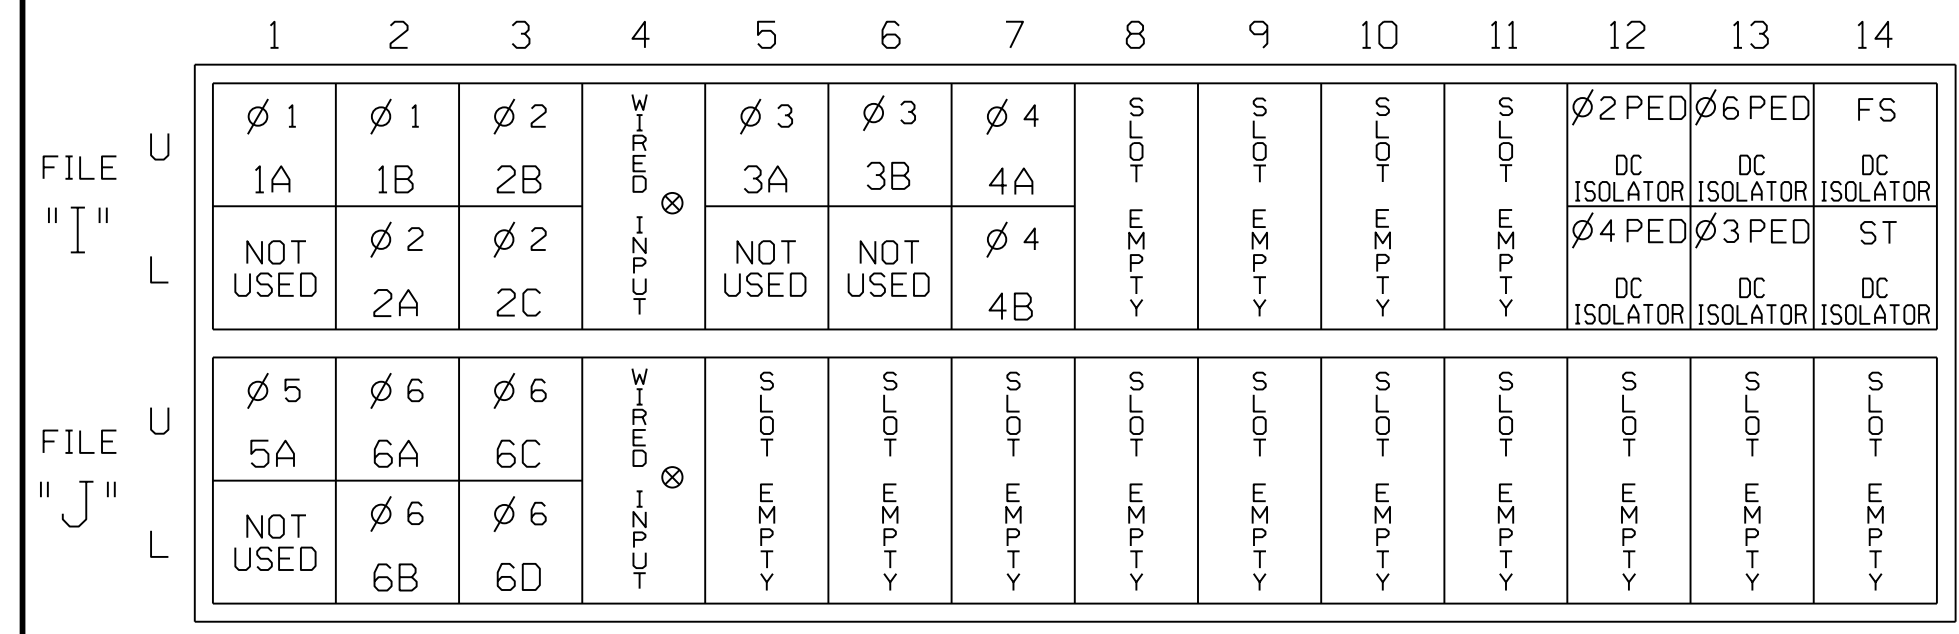 1 2 3 4 5 6 7 8 9 10 11 12 13 14
FILE
"I"
U
L
Ø 1
1A
NOT
USED
Ø 1
1B
Ø 2
2A
Ø 2
2B
Ø 2
2C
WIRED INPUT
⊗
Ø 3
3A
NOT
USED
Ø 3
3B
NOT
USED
Ø 4
4A
Ø 4
4B
SLOT EMPTY
SLOT EMPTY
SLOT EMPTY
SLOT EMPTY
Ø2 PED
DC
ISOLATOR
Ø4 PED
DC
ISOLATOR
Ø6 PED
DC
ISOLATOR
Ø3 PED
DC
ISOLATOR
FS
DC
ISOLATOR
ST
DC
ISOLATOR
FILE
"J"
U
L
Ø 5
5A
NOT
USED
Ø 6
6A
Ø 6
6B
Ø 6
6C
Ø 6
6D
WIRED INPUT
⊗
SLOT EMPTY
SLOT EMPTY
SLOT EMPTY
SLOT EMPTY
SLOT EMPTY
SLOT EMPTY
SLOT EMPTY
SLOT EMPTY
SLOT EMPTY
SLOT EMPTY